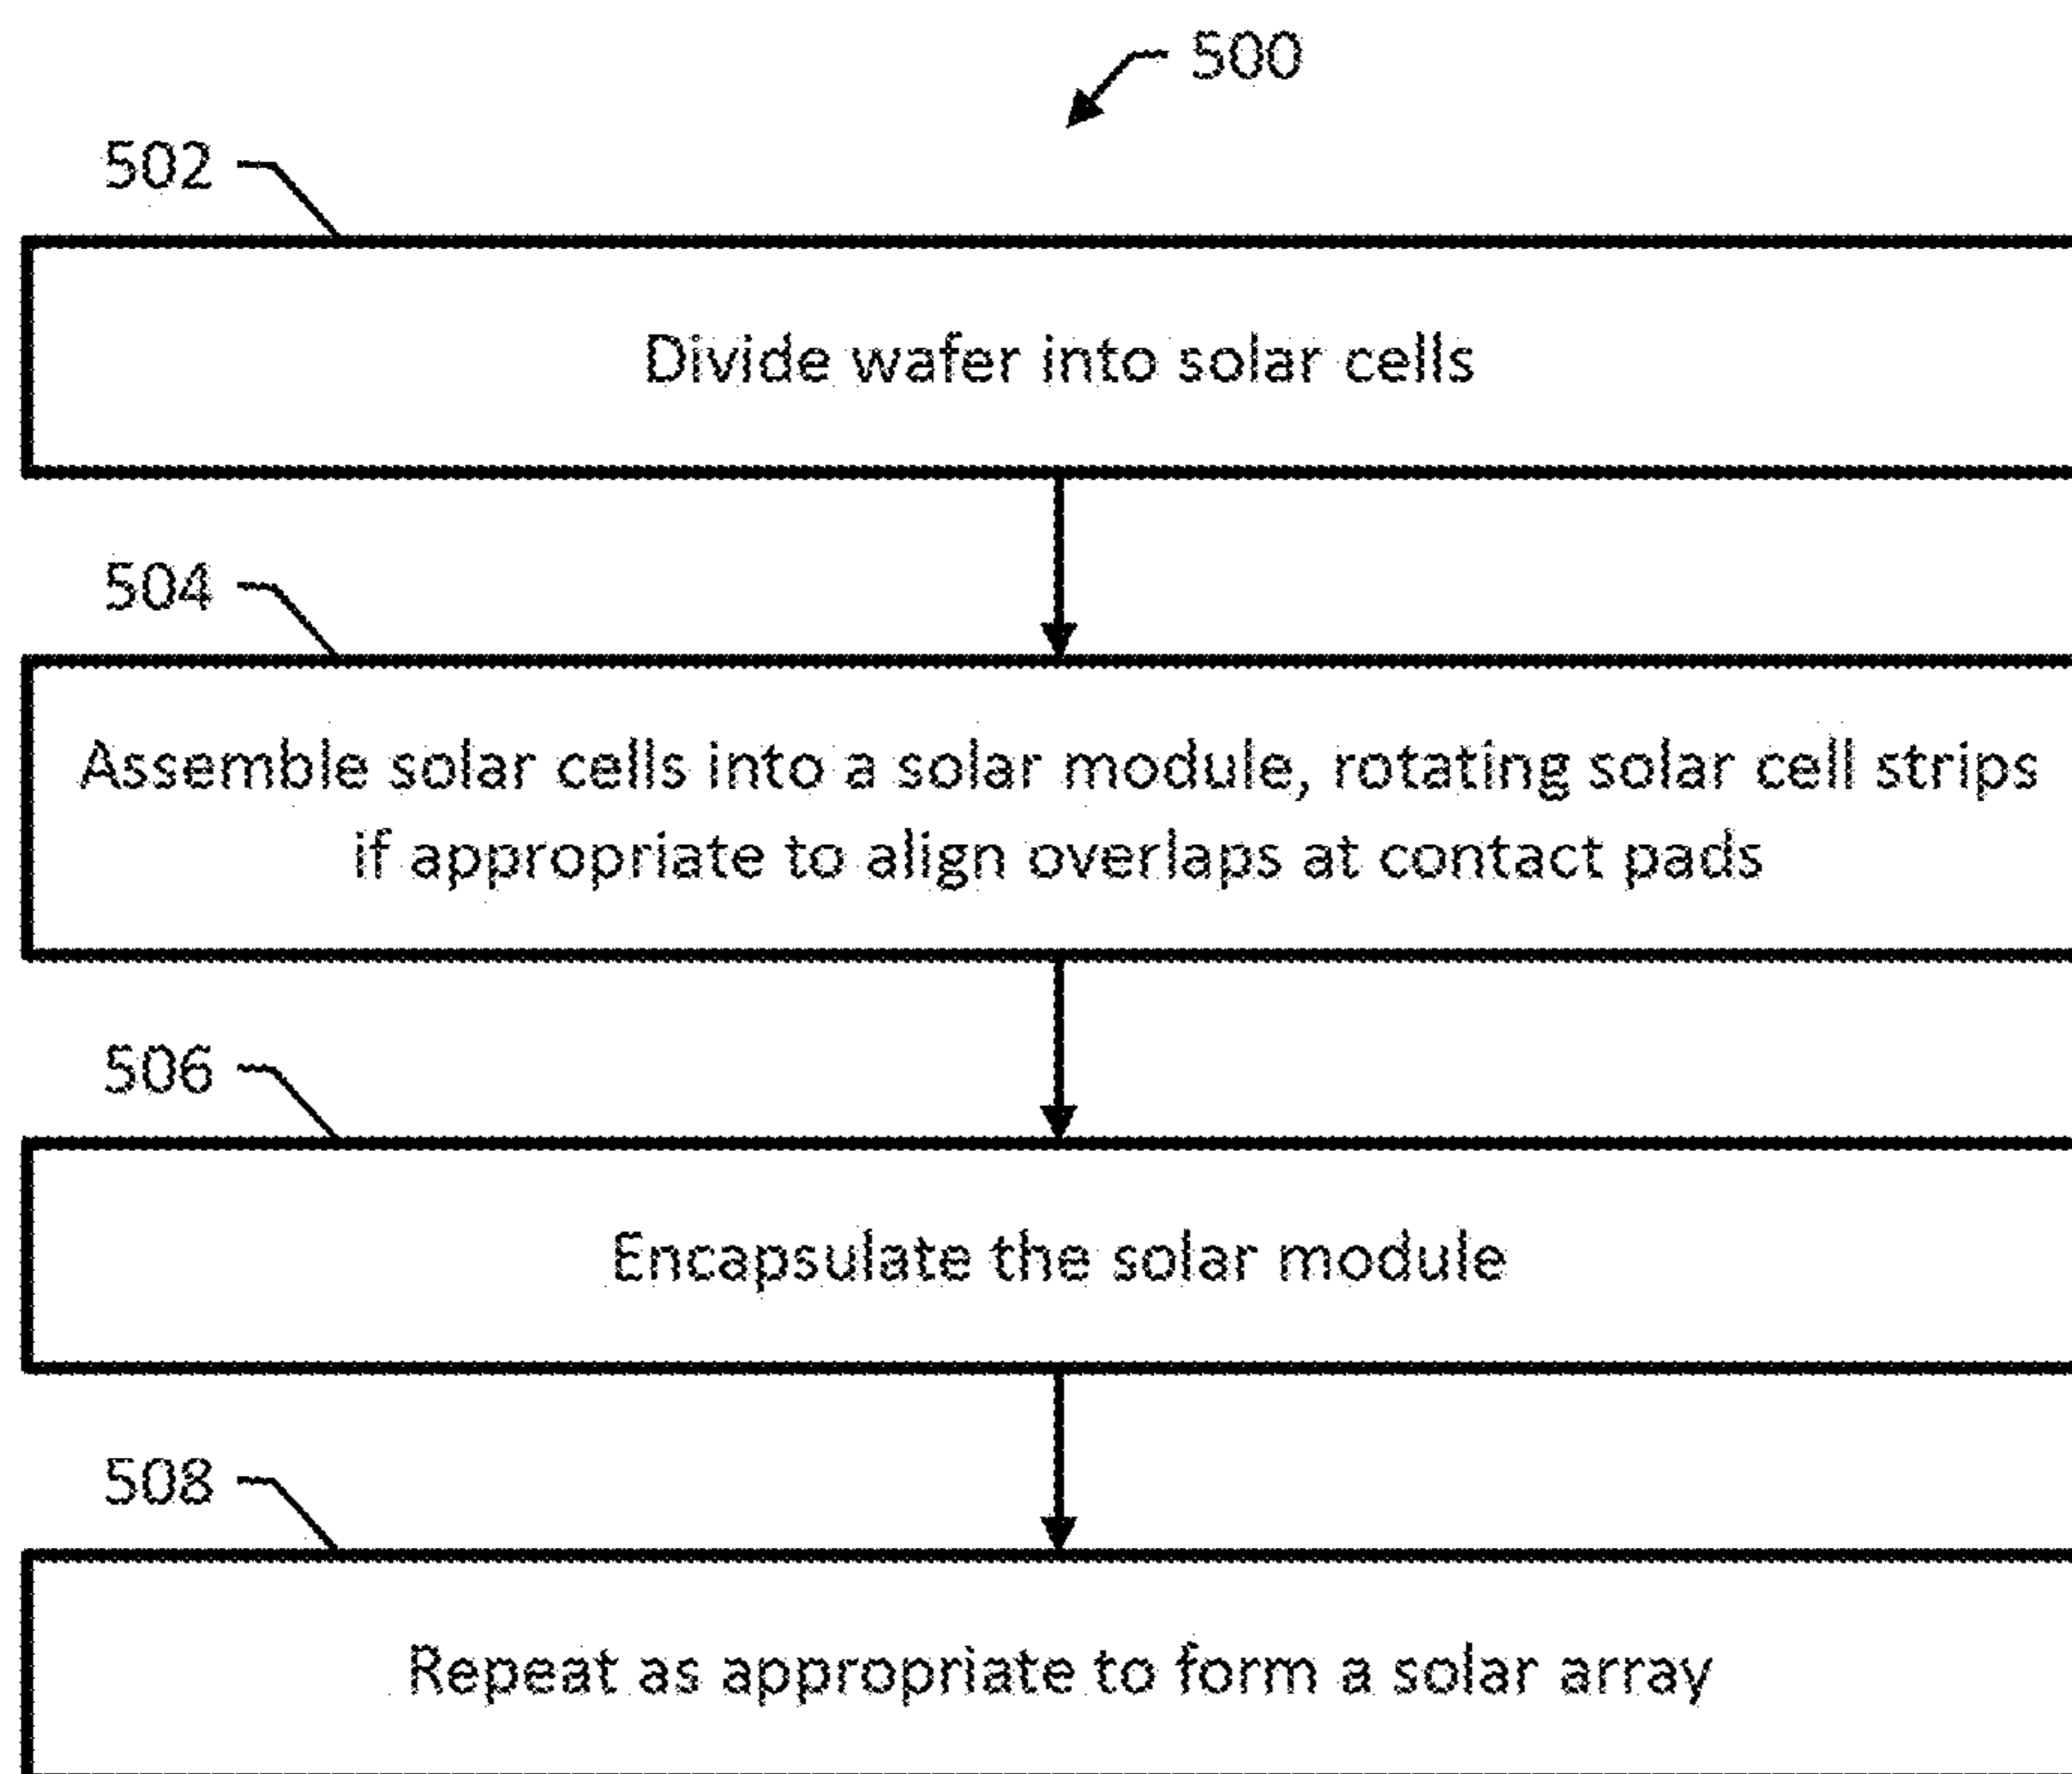 500
502
Divide wafer into solar cells
504
Assemble solar cells into a solar module, rotating solar cell strips
if appropriate to align overlaps at contact pads
506
Encapsulate the solar module
508
Repeat as appropriate to form a solar array